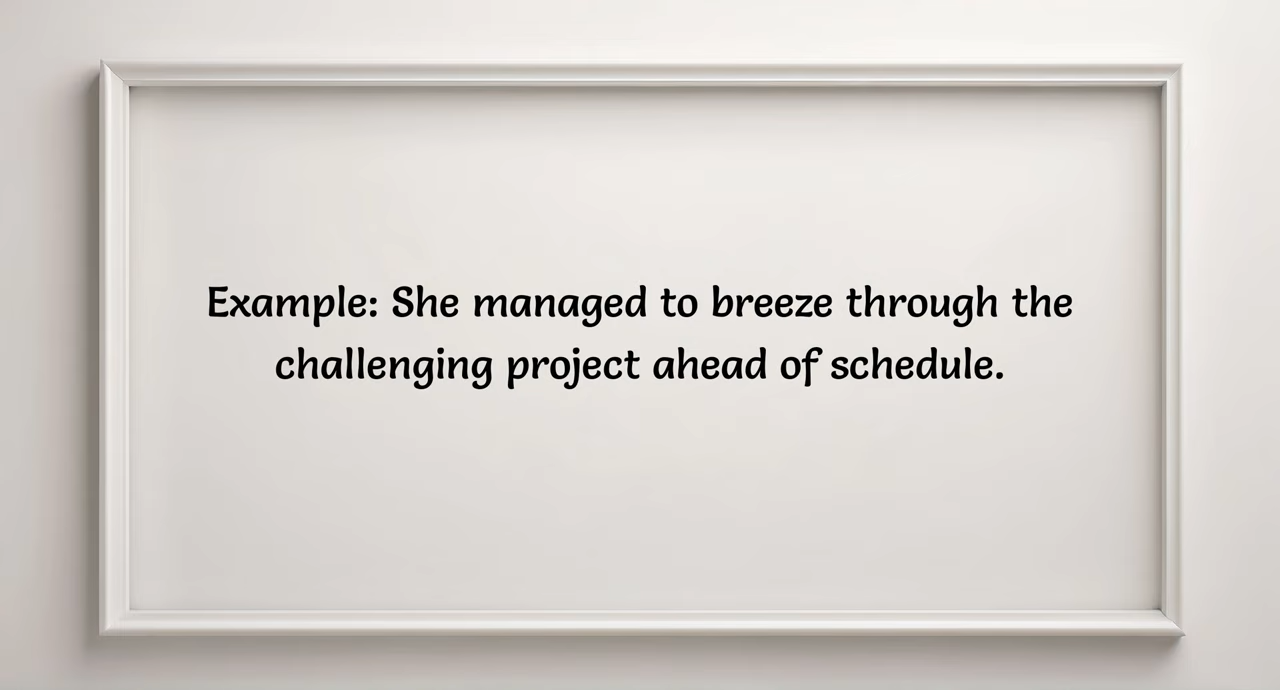 Example: She managed to breeze through the
challenging project ahead of schedule.